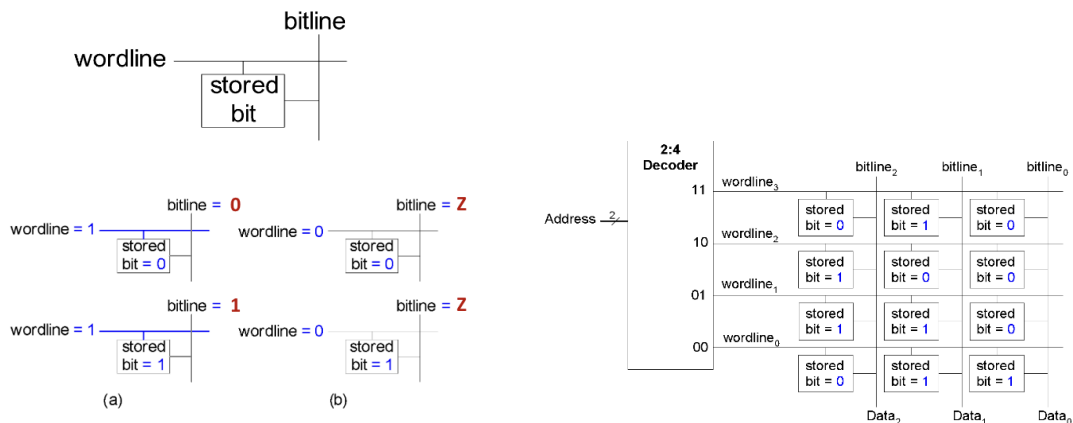 bitline
wordline
stored
bit
bitline = 0
wordline = 1
stored
bit = 0
bitline = Z
wordline = 0
stored
bit = 0
bitline = 1
wordline = 1
stored
bit = 1
bitline = Z
wordline = 0
stored
bit = 1
(a)
(b)
2:4
Decoder
Address 2
bitline₂ bitline₁ bitline₀
11 wordline₃
stored stored stored
bit = 0 bit = 1 bit = 0
10 wordline₂
stored stored stored
bit = 1 bit = 0 bit = 0
01 wordline₁
stored stored stored
bit = 1 bit = 1 bit = 0
00 wordline₀
stored stored stored
bit = 0 bit = 1 bit = 1
Data₂ Data₁ Data₀